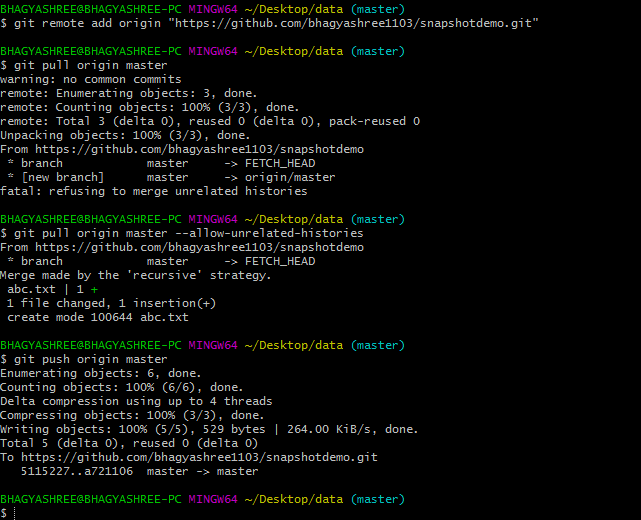 BHAGYASHREE@BHAGYASHREE-PC MINGW64 ~/Desktop/data (master)
$ git remote add origin "https://github.com/bhagyashree1103/snapshotdemo.git"
BHAGYASHREE@BHAGYASHREE-PC MINGW64 ~/Desktop/data (master)
$ git pull origin master
warning: no common commits
remote: Enumerating objects: 3, done.
remote: Counting objects: 100% (3/3), done.
remote: Total 3 (delta 0), reused 0 (delta 0), pack-reused 0
Unpacking objects: 100% (3/3), done.
From https://github.com/bhagyashree1103/snapshotdemo
 * branch            master     -> FETCH_HEAD
 * [new branch]      master     -> origin/master
fatal: refusing to merge unrelated histories
BHAGYASHREE@BHAGYASHREE-PC MINGW64 ~/Desktop/data (master)
$ git pull origin master --allow-unrelated-histories
From https://github.com/bhagyashree1103/snapshotdemo
 * branch            master     -> FETCH_HEAD
Merge made by the 'recursive' strategy.
 abc.txt | 1 +
 1 file changed, 1 insertion(+)
 create mode 100644 abc.txt
BHAGYASHREE@BHAGYASHREE-PC MINGW64 ~/Desktop/data (master)
$ git push origin master
Enumerating objects: 6, done.
Counting objects: 100% (6/6), done.
Delta compression using up to 4 threads
Compressing objects: 100% (3/3), done.
Writing objects: 100% (5/5), 529 bytes | 264.00 KiB/s, done.
Total 5 (delta 0), reused 0 (delta 0)
To https://github.com/bhagyashree1103/snapshotdemo.git
   5115227..a721106  master -> master
BHAGYASHREE@BHAGYASHREE-PC MINGW64 ~/Desktop/data (master)
$